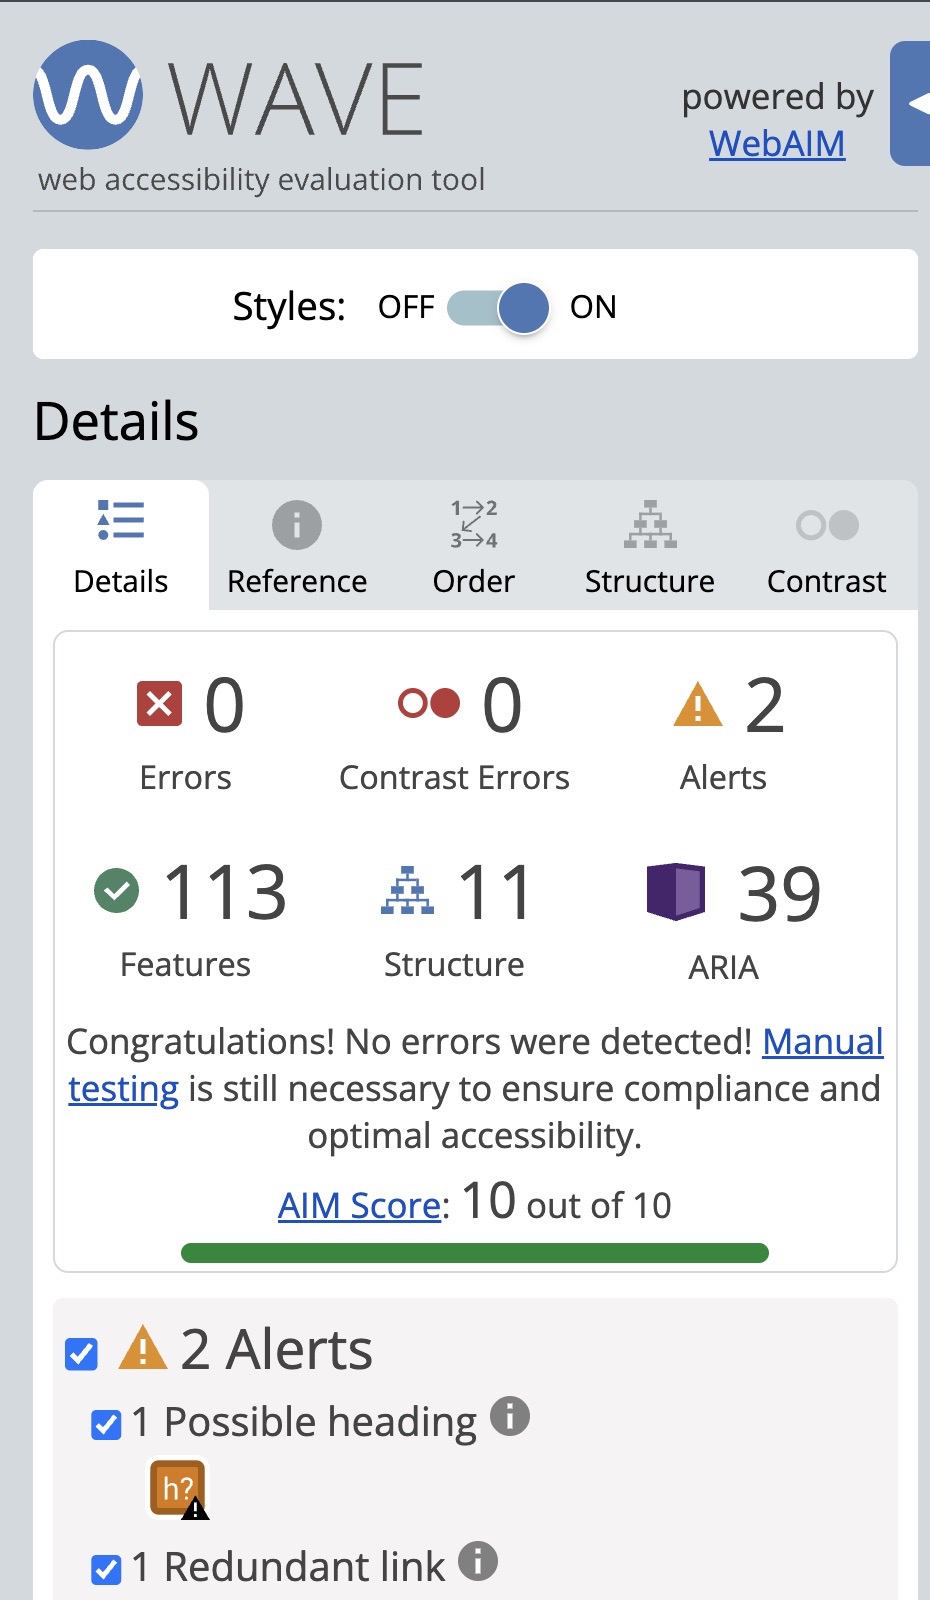 WAVE
powered by
WebAIM
web accessibility evaluation tool
Styles: OFF ON
Details
1→2
3→4
Details Reference Order Structure Contrast
0 0 2
Errors Contrast Errors Alerts
113 11 39
Features Structure ARIA
Congratulations! No errors were detected! Manual
testing is still necessary to ensure compliance and
optimal accessibility.
AIM Score: 10 out of 10
2 Alerts
1 Possible heading
h?
1 Redundant link